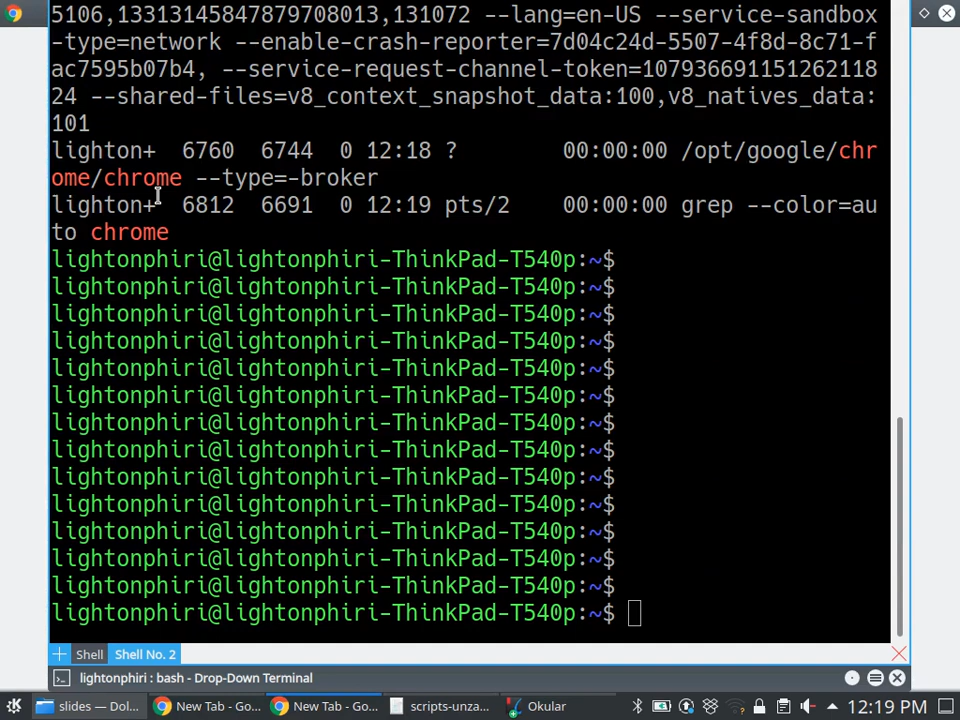 5106,13313145847879708013,131072 --lang=en-US --service-sandbox
-type=network --enable-crash-reporter=7d04c24d-5507-4f8d-8c71-f
ac7595b07b4, --service-request-channel-token=107936691151262118
24 --shared-files=v8_context_snapshot_data:100,v8_natives_data:
101
lighton+  6760  6744  0 12:18 ?        00:00:00 /opt/google/chr
ome/chrome --type=-broker
lighton+  6812  6691  0 12:19 pts/2    00:00:00 grep --color=au
to chrome
lightonphiri@lightonphiri-ThinkPad-T540p:~$
lightonphiri@lightonphiri-ThinkPad-T540p:~$
lightonphiri@lightonphiri-ThinkPad-T540p:~$
lightonphiri@lightonphiri-ThinkPad-T540p:~$
lightonphiri@lightonphiri-ThinkPad-T540p:~$
lightonphiri@lightonphiri-ThinkPad-T540p:~$
lightonphiri@lightonphiri-ThinkPad-T540p:~$
lightonphiri@lightonphiri-ThinkPad-T540p:~$
lightonphiri@lightonphiri-ThinkPad-T540p:~$
lightonphiri@lightonphiri-ThinkPad-T540p:~$
lightonphiri@lightonphiri-ThinkPad-T540p:~$
lightonphiri@lightonphiri-ThinkPad-T540p:~$
lightonphiri@lightonphiri-ThinkPad-T540p:~$
lightonphiri@lightonphiri-ThinkPad-T540p:~$
Shell Shell No. 2
lightonphiri : bash - Drop-Down Terminal
slides — Dol... New Tab - Go... New Tab - Go... scripts-unza... Okular 12:19 PM